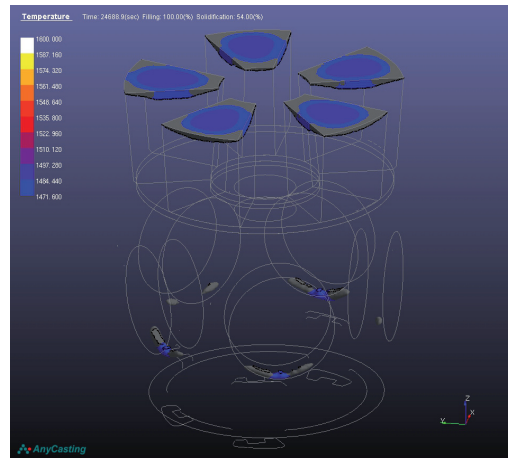 Temperature Time: 24688.9(sec) Filling: 100.00(%) Solidification: 54.00(%)
1600. 000
1587. 160
1574. 320
1561. 480
1548. 640
1535. 800
1522. 960
1510. 120
1497. 280
1484. 440
1471. 600
Z
Y X
AnyCasting